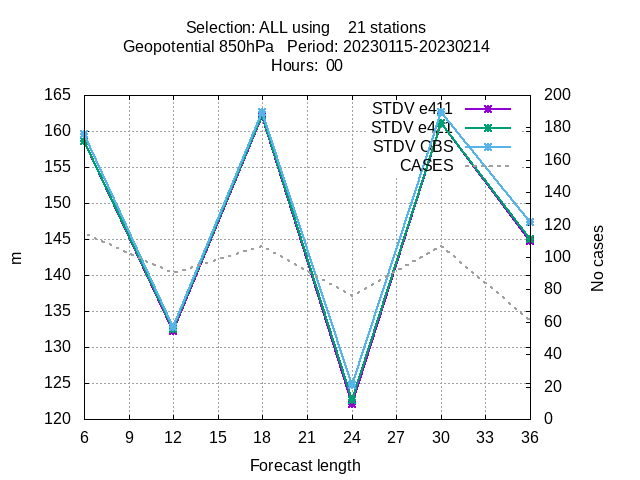 Selection: ALL using 21 stations
Geopotential 850hPa Period: 20230115-20230214
Hours: 00
STDV e411
STDV e411
STDV OBS
CASES
165
160
155
150
145
140
135
130
125
120
m
200
180
160
140
120
100
80
60
40
20
0
No cases
6 9 12 15 18 21 24 27 30 33 36
Forecast length